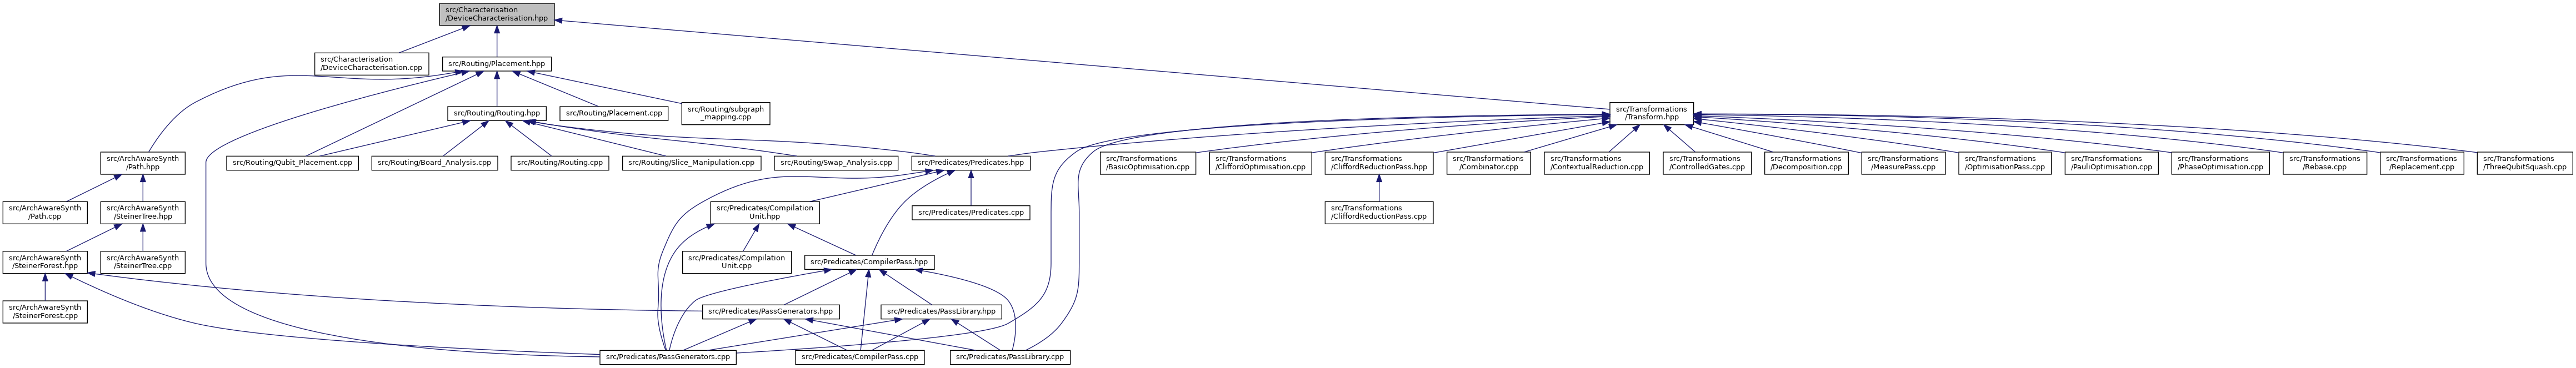 src/Characterisation
/DeviceCharacterisation.hpp
src/Characterisation
/DeviceCharacterisation.cpp
src/Routing/Placement.hpp
src/Routing/Routing.hpp
src/Routing/Placement.cpp
src/Routing/subgraph
_mapping.cpp
src/Transformations
/Transform.hpp
src/ArchAwareSynth
/Path.hpp
src/Routing/Qubit_Placement.cpp
src/Routing/Board_Analysis.cpp
src/Routing/Routing.cpp
src/Routing/Slice_Manipulation.cpp
src/Routing/Swap_Analysis.cpp
src/Predicates/Predicates.hpp
src/Transformations
/BasicOptimisation.cpp
src/Transformations
/CliffordOptimisation.cpp
src/Transformations
/CliffordReductionPass.hpp
src/Transformations
/Combinator.cpp
src/Transformations
/ContextualReduction.cpp
src/Transformations
/ControlledGates.cpp
src/Transformations
/Decomposition.cpp
src/Transformations
/MeasurePass.cpp
src/Transformations
/OptimisationPass.cpp
src/Transformations
/PauliOptimisation.cpp
src/Transformations
/PhaseOptimisation.cpp
src/Transformations
/Rebase.cpp
src/Transformations
/Replacement.cpp
src/Transformations
/ThreeQubitSquash.cpp
src/ArchAwareSynth
/Path.cpp
src/ArchAwareSynth
/SteinerTree.hpp
src/Predicates/Compilation
Unit.hpp
src/Predicates/Predicates.cpp
src/Transformations
/CliffordReductionPass.cpp
src/ArchAwareSynth
/SteinerForest.hpp
src/ArchAwareSynth
/SteinerTree.cpp
src/Predicates/Compilation
Unit.cpp
src/Predicates/CompilerPass.hpp
src/ArchAwareSynth
/SteinerForest.cpp
src/Predicates/PassGenerators.hpp
src/Predicates/PassLibrary.hpp
src/Predicates/PassGenerators.cpp
src/Predicates/CompilerPass.cpp
src/Predicates/PassLibrary.cpp